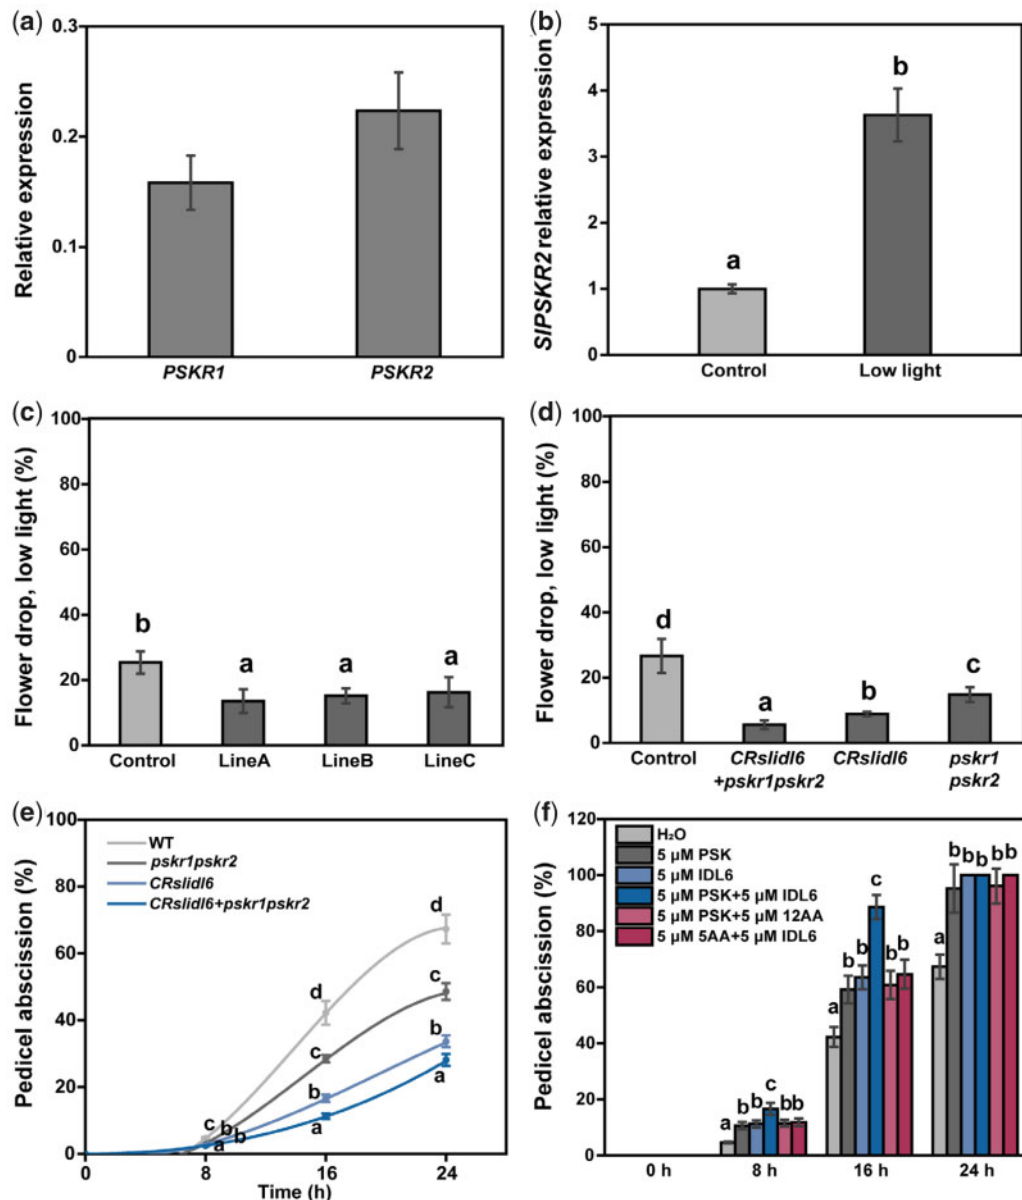 (a)
0.3
0.2
0.1
0
Relative expression
PSKR1
PSKR2
(b)
5
4
3
2
1
0
SlPSKR2 relative expression
a
b
Control
Low light
(c)
100
80
60
40
20
0
Flower drop, low light (%)
b
a
a
a
Control
LineA
LineB
LineC
(d)
100
80
60
40
20
0
Flower drop, low light (%)
d
a
b
c
Control
CRslidl6
+pskr1pskr2
CRslidl6
pskr1
pskr2
(e)
100
80
60
40
20
0
Pedicel abscission (%)
WT
pskr1pskr2
CRslidl6
CRslidl6+pskr1pskr2
c
b
b
a
d
c
b
a
d
c
b
a
0
8
16
24
Time (h)
(f)
120
100
80
60
40
20
0
Pedicel abscission (%)
H₂O
5 μM PSK
5 μM IDL6
5 μM PSK+5 μM IDL6
5 μM PSK+5 μM 12AA
5 μM 5AA+5 μM IDL6
a
b
b
c
b
b
a
b
b
c
b
b
a
b
b
b
b
b
0 h
8 h
16 h
24 h